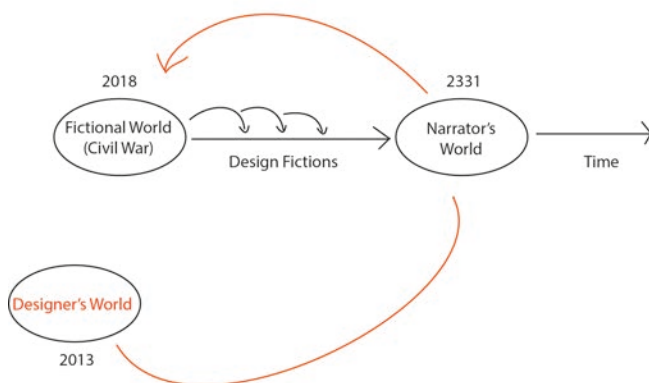 2018
2331
Fictional World
(Civil War)
Design Fictions
Narrator's
World
Time
Designer's World
2013